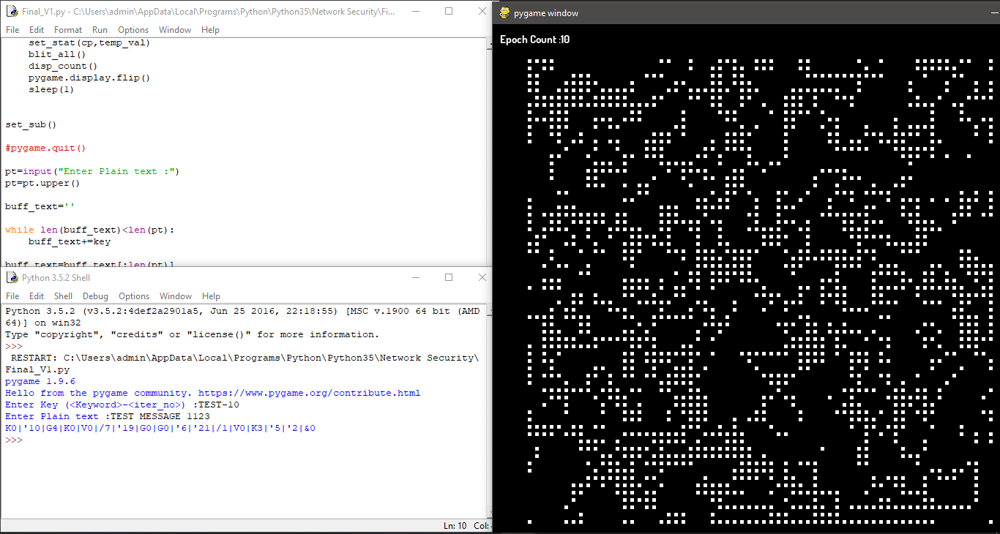 Final_V1.py - C:\Users\admin\AppData\Local\Programs\Python\Python35\Network Security\Fi...
File Edit Format Run Options Window Help
    set_stat(cp,temp_val)
    blit_all()
    disp_count()
    pygame.display.flip()
    sleep(1)
set_sub()
#pygame.quit()
pt=input("Enter Plain text :")
pt=pt.upper()
buff_text=''
while len(buff_text)<len(pt):
    buff_text+=key
buff_text=buff_text[:len(pt)]
Python 3.5.2 Shell
File Edit Shell Debug Options Window Help
Python 3.5.2 (v3.5.2:4def2a2901a5, Jun 25 2016, 22:18:55) [MSC v.1900 64 bit (AMD
64)] on win32
Type "copyright", "credits" or "license()" for more information.
>>>
 RESTART: C:\Users\admin\AppData\Local\Programs\Python\Python35\Network Security\
Final_V1.py
pygame 1.9.6
Hello from the pygame community. https://www.pygame.org/contribute.html
Enter Key (<Keyword>-<iter_no>) :TEST-10
Enter Plain text :TEST MESSAGE 1123
K0|'10|G4|K0|V0|/7|'19|G0|G0|'6|'21|/1|V0|K3|'5|'2|&0
>>>
Ln: 10 Col:
pygame window
Epoch Count :10